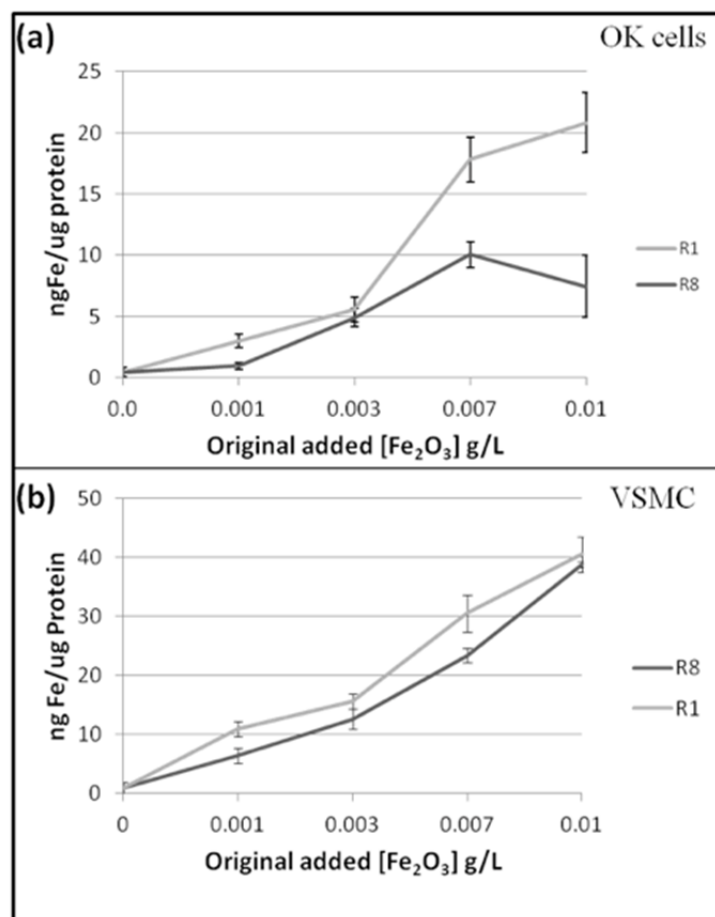 (a) OK cells
25
20
15
10
5
0
ngFe/ug protein
R1
R8
0.0 0.001 0.003 0.007 0.01
Original added [Fe₂O₃] g/L
(b) VSMC
50
40
30
20
10
0
ng Fe/ug Protein
R8
R1
0 0.001 0.003 0.007 0.01
Original added [Fe₂O₃] g/L